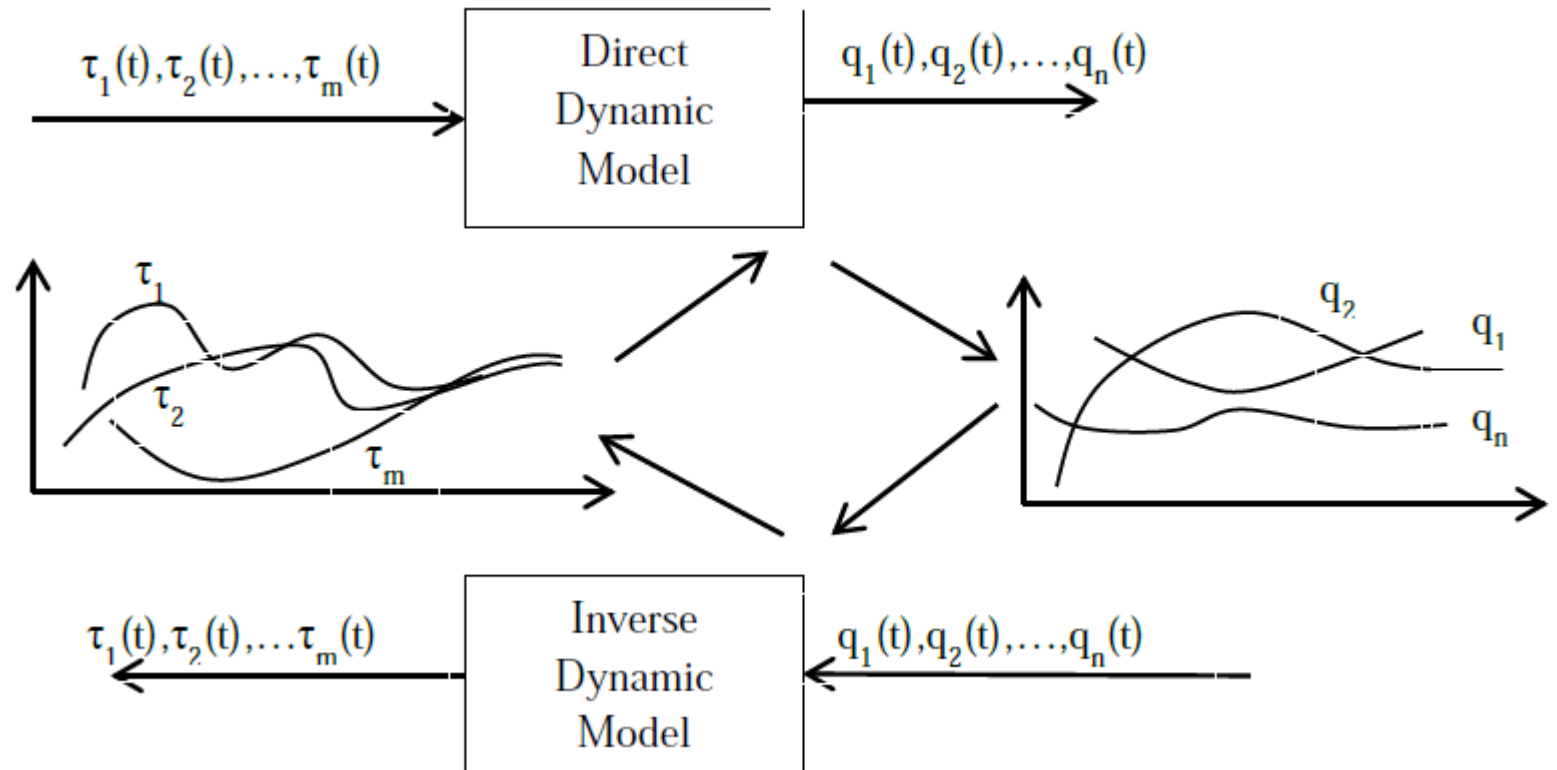 τ₁(t),τ₂(t),...,τₘ(t)
Direct
Dynamic
Model
q₁(t),q₂(t),...,qₙ(t)
τ₁
τ₂
τₘ
q₂
q₁
qₙ
τ₁(t),τ₂(t),...τₘ(t)
Inverse
Dynamic
Model
q₁(t),q₂(t),...,qₙ(t)